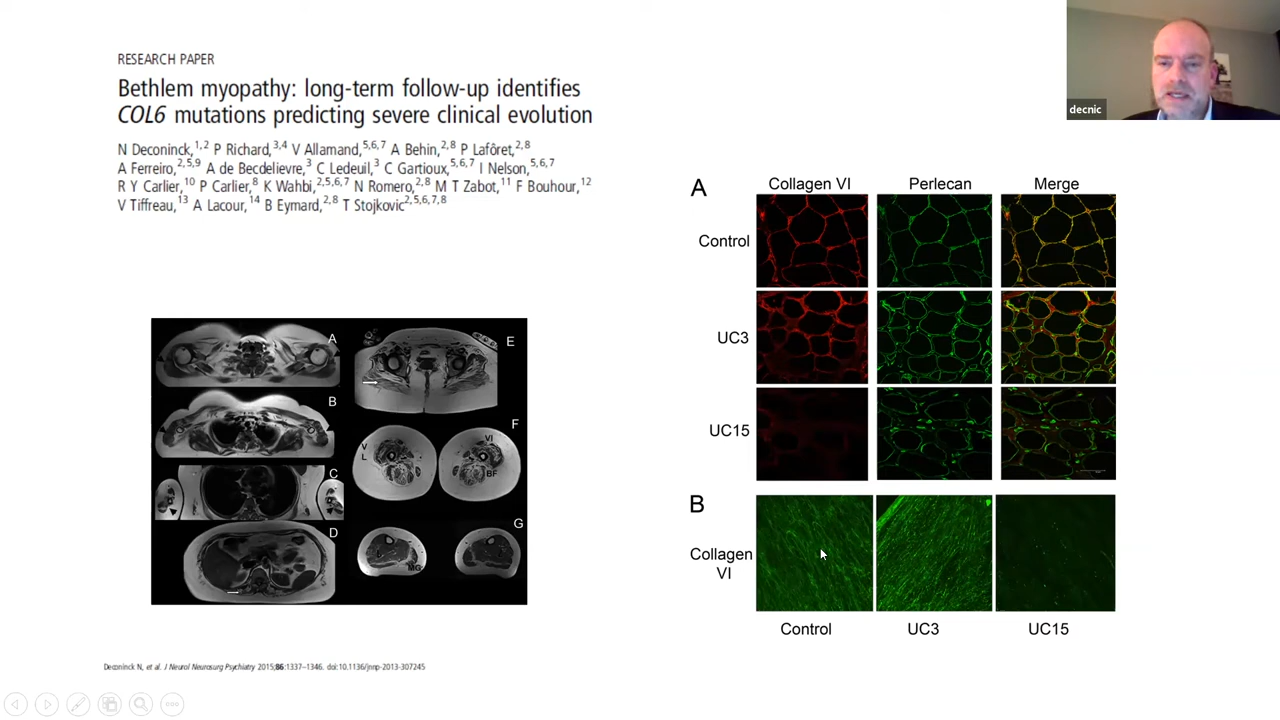 RESEARCH PAPER
Bethlem myopathy: long-term follow-up identifies
COL6 mutations predicting severe clinical evolution
N Deconinck,1,2 P Richard,3,4 V Allamand,5,6,7 A Behin,2,8 P Lafôret,2,8
A Ferreiro,2,5,9 A de Becdelievre,3 C Ledeuil,3 C Gartioux,5,6,7 I Nelson,5,6,7
R Y Carlier,10 P Carlier,8 K Wahbi,2,5,6,7 N Romero,2,8 M T Zabot,11 F Bouhour,12
V Tiffreau,13 A Lacour,14 B Eymard,2,8 T Stojkovic2,5,6,7,8
decnic
A
Collagen VI Perlecan Merge
Control
UC3
UC15
B
Collagen
VI
Control UC3 UC15
A
B
C
D
E
F
V
L
VI
BF
G
MG
Deconinck N, et al. J Neurol Neurosurg Psychiatry 2015;86:1337–1346. doi:10.1136/jnnp-2013-307245